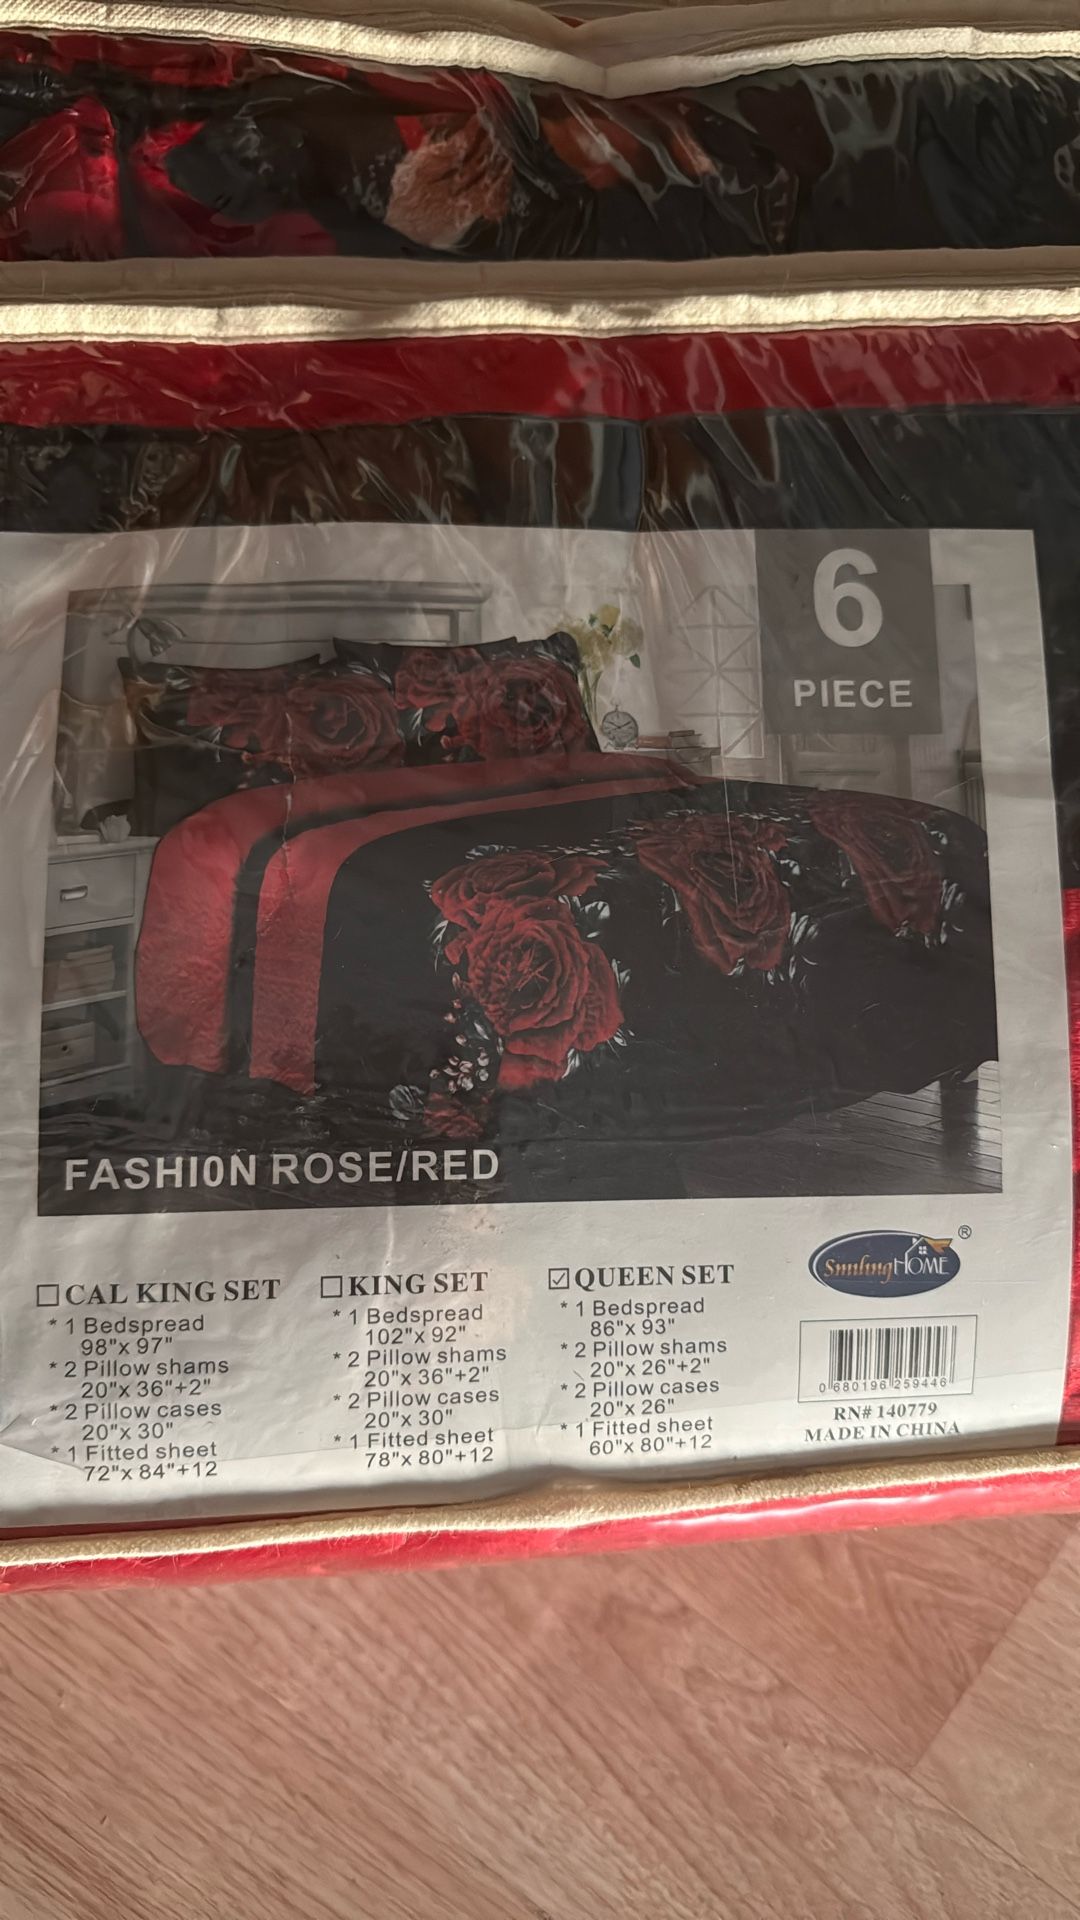 6
PIECE
FASHI0N ROSE/RED
SmilingHOME ®
☐ CAL KING SET
* 1 Bedspread
98"x 97"
* 2 Pillow shams
20"x 36"+2"
* 2 Pillow cases
20"x 30"
* 1 Fitted sheet
72"x 84"+12
☐ KING SET
* 1 Bedspread
102"x 92"
* 2 Pillow shams
20"x 36"+2"
* 2 Pillow cases
20"x 30"
* 1 Fitted sheet
78"x 80"+12
☑ QUEEN SET
* 1 Bedspread
86"x 93"
* 2 Pillow shams
20"x 26"+2"
* 2 Pillow cases
20"x 26"
* 1 Fitted sheet
60"x 80"+12
0 680196 259446
RN# 140779
MADE IN CHINA